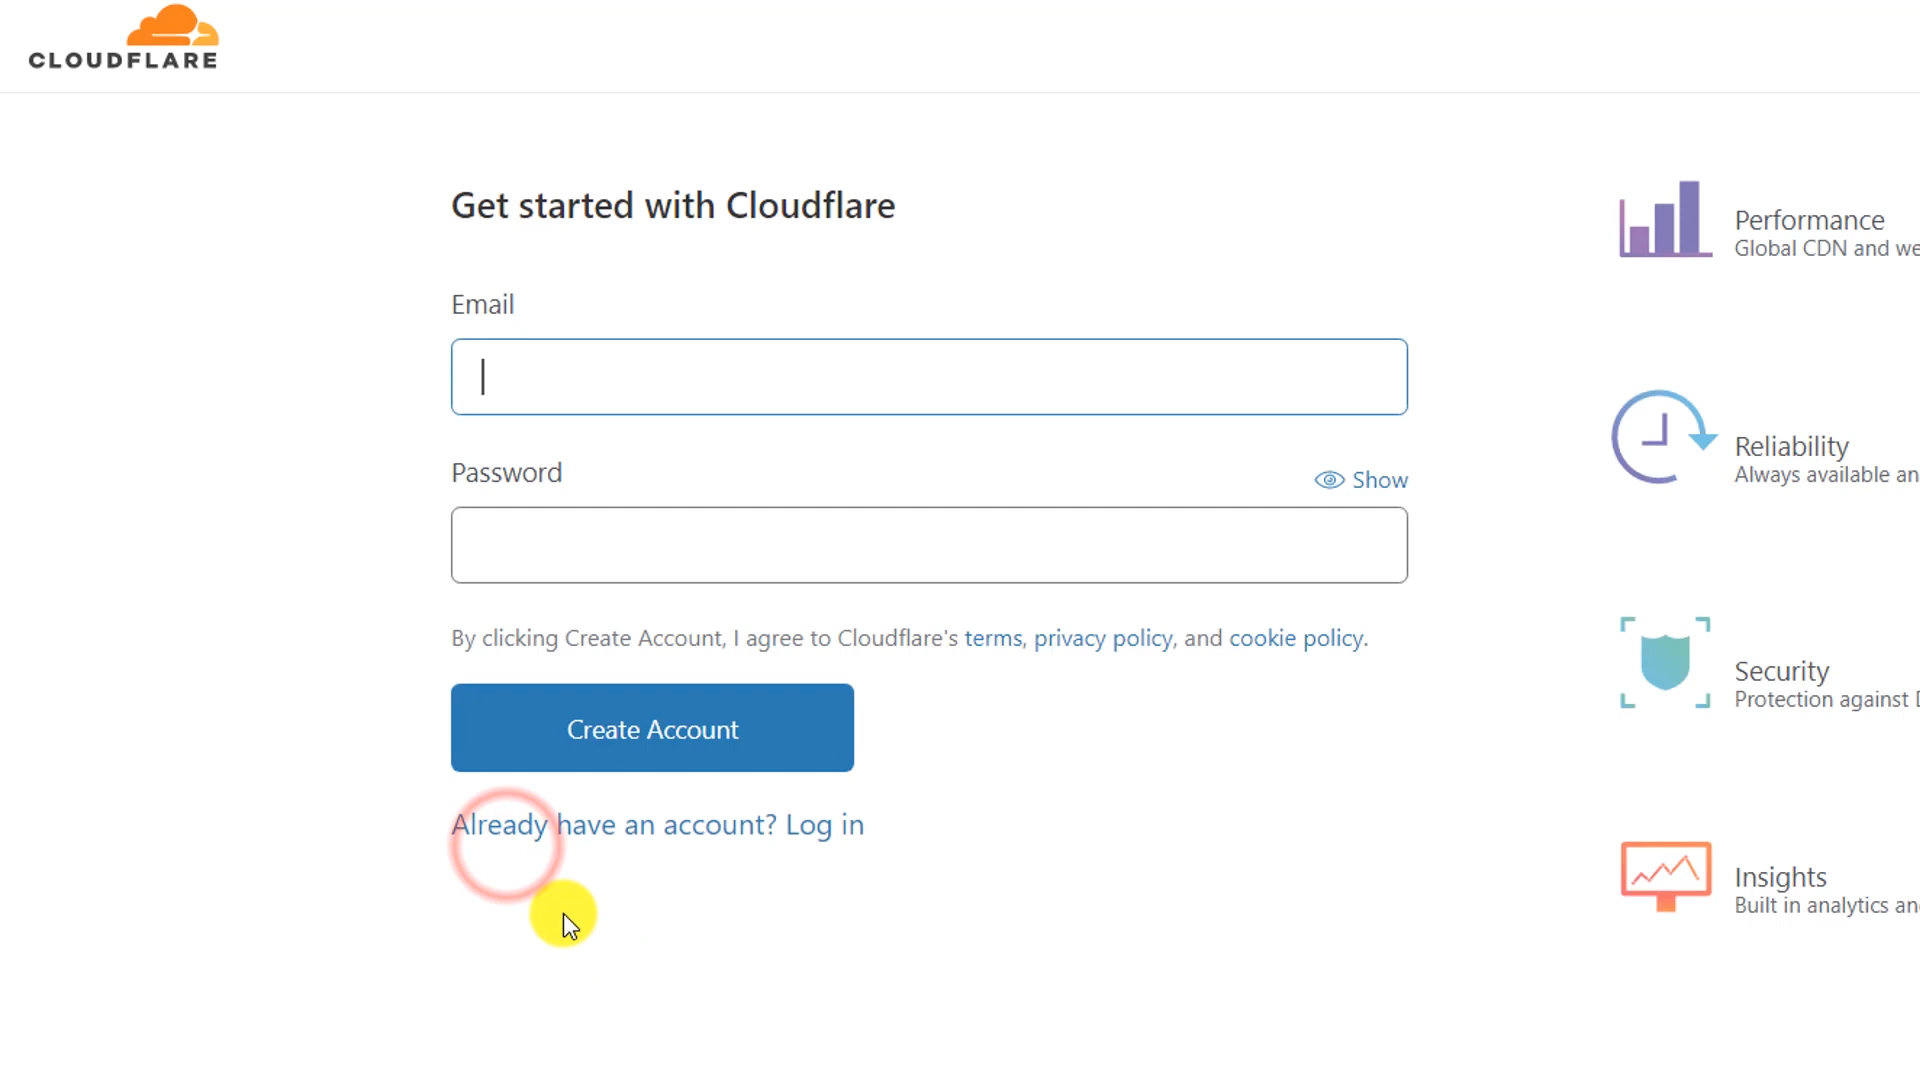 CLOUDFLARE
Get started with Cloudflare
Email
Password
Show
By clicking Create Account, I agree to Cloudflare's terms, privacy policy, and cookie policy.
Create Account
Already have an account? Log in
Performance
Global CDN and we
Reliability
Always available an
Security
Protection against D
Insights
Built in analytics an